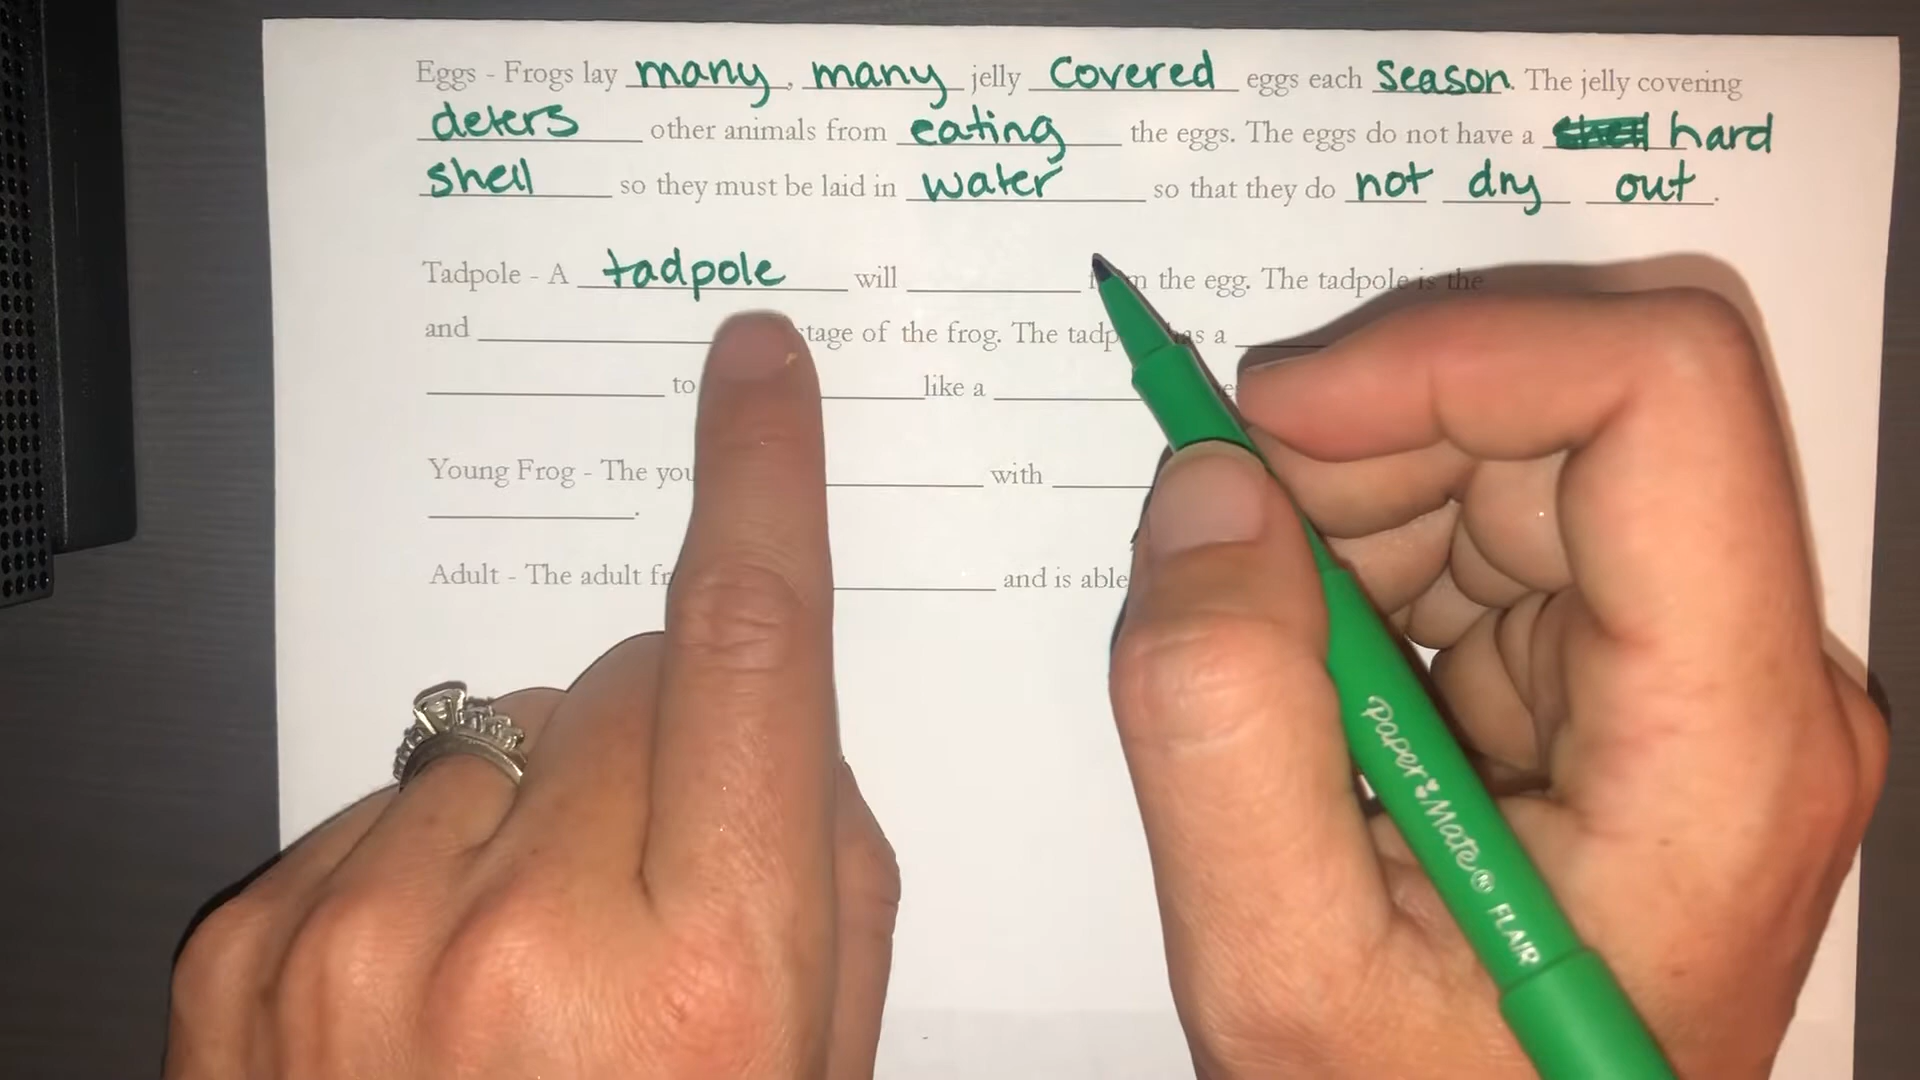 Eggs - Frogs lay many, many jelly covered eggs each season. The jelly covering
deters other animals from eating the eggs. The eggs do not have a hard
shell so they must be laid in water so that they do not dry out.
Tadpole - A tadpole will the egg. The tadpole is the
and stage of the frog. The has a
to like a
Young Frog - The with
Adult - The adult and is able
Paper Mate® FLAIR